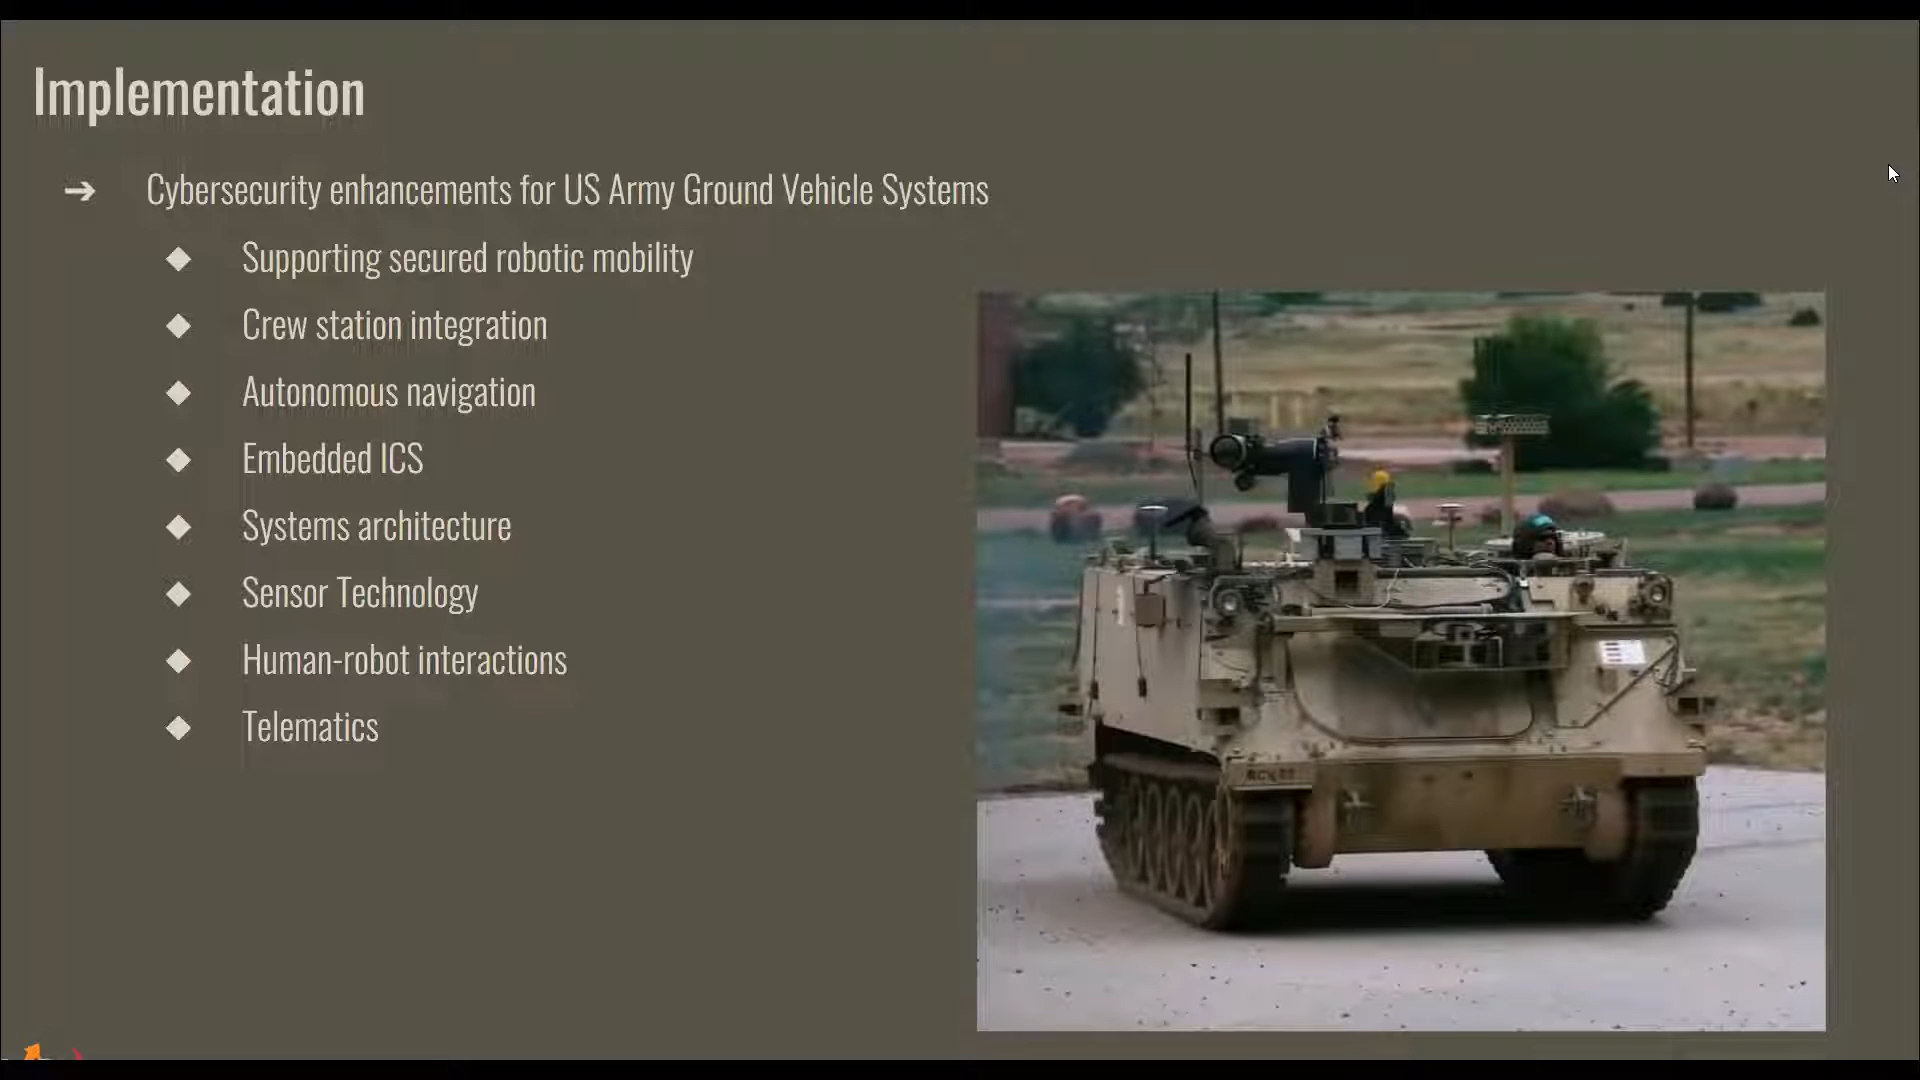 Implementation
Cybersecurity enhancements for US Army Ground Vehicle Systems
Supporting secured robotic mobility
Crew station integration
Autonomous navigation
Embedded ICS
Systems architecture
Sensor Technology
Human-robot interactions
Telematics